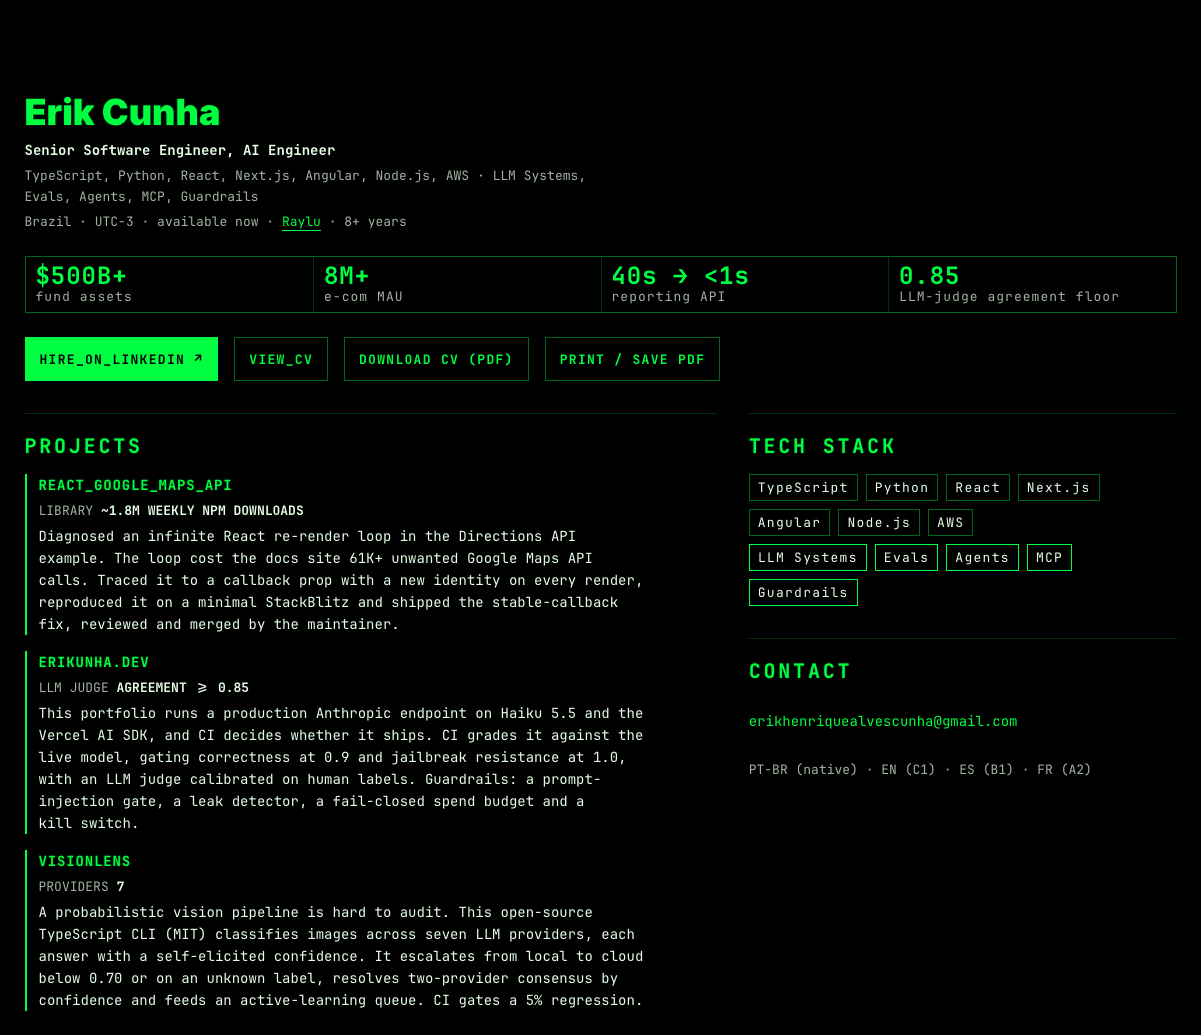 Erik Cunha
Senior Software Engineer, AI Engineer
TypeScript, Python, React, Next.js, Angular, Node.js, AWS · LLM Systems,
Evals, Agents, MCP, Guardrails
Brazil · UTC-3 · available now · Raylu · 8+ years
$500B+
fund assets
8M+
e-com MAU
40s → <1s
reporting API
0.85
LLM-judge agreement floor
HIRE_ON_LINKEDIN ↗
VIEW_CV
DOWNLOAD CV (PDF)
PRINT / SAVE PDF
PROJECTS
REACT_GOOGLE_MAPS_API
LIBRARY ~1.8M WEEKLY NPM DOWNLOADS
Diagnosed an infinite React re-render loop in the Directions API
example. The loop cost the docs site 61K+ unwanted Google Maps API
calls. Traced it to a callback prop with a new identity on every render,
reproduced it on a minimal StackBlitz and shipped the stable-callback
fix, reviewed and merged by the maintainer.
ERIKUNHA.DEV
LLM JUDGE AGREEMENT ⩾ 0.85
This portfolio runs a production Anthropic endpoint on Haiku 5.5 and the
Vercel AI SDK, and CI decides whether it ships. CI grades it against the
live model, gating correctness at 0.9 and jailbreak resistance at 1.0,
with an LLM judge calibrated on human labels. Guardrails: a prompt-
injection gate, a leak detector, a fail-closed spend budget and a
kill switch.
VISIONLENS
PROVIDERS 7
A probabilistic vision pipeline is hard to audit. This open-source
TypeScript CLI (MIT) classifies images across seven LLM providers, each
answer with a self-elicited confidence. It escalates from local to cloud
below 0.70 or on an unknown label, resolves two-provider consensus by
confidence and feeds an active-learning queue. CI gates a 5% regression.
TECH STACK
TypeScript
Python
React
Next.js
Angular
Node.js
AWS
LLM Systems
Evals
Agents
MCP
Guardrails
CONTACT
erikhenriquealvescunha@gmail.com
PT-BR (native) · EN (C1) · ES (B1) · FR (A2)